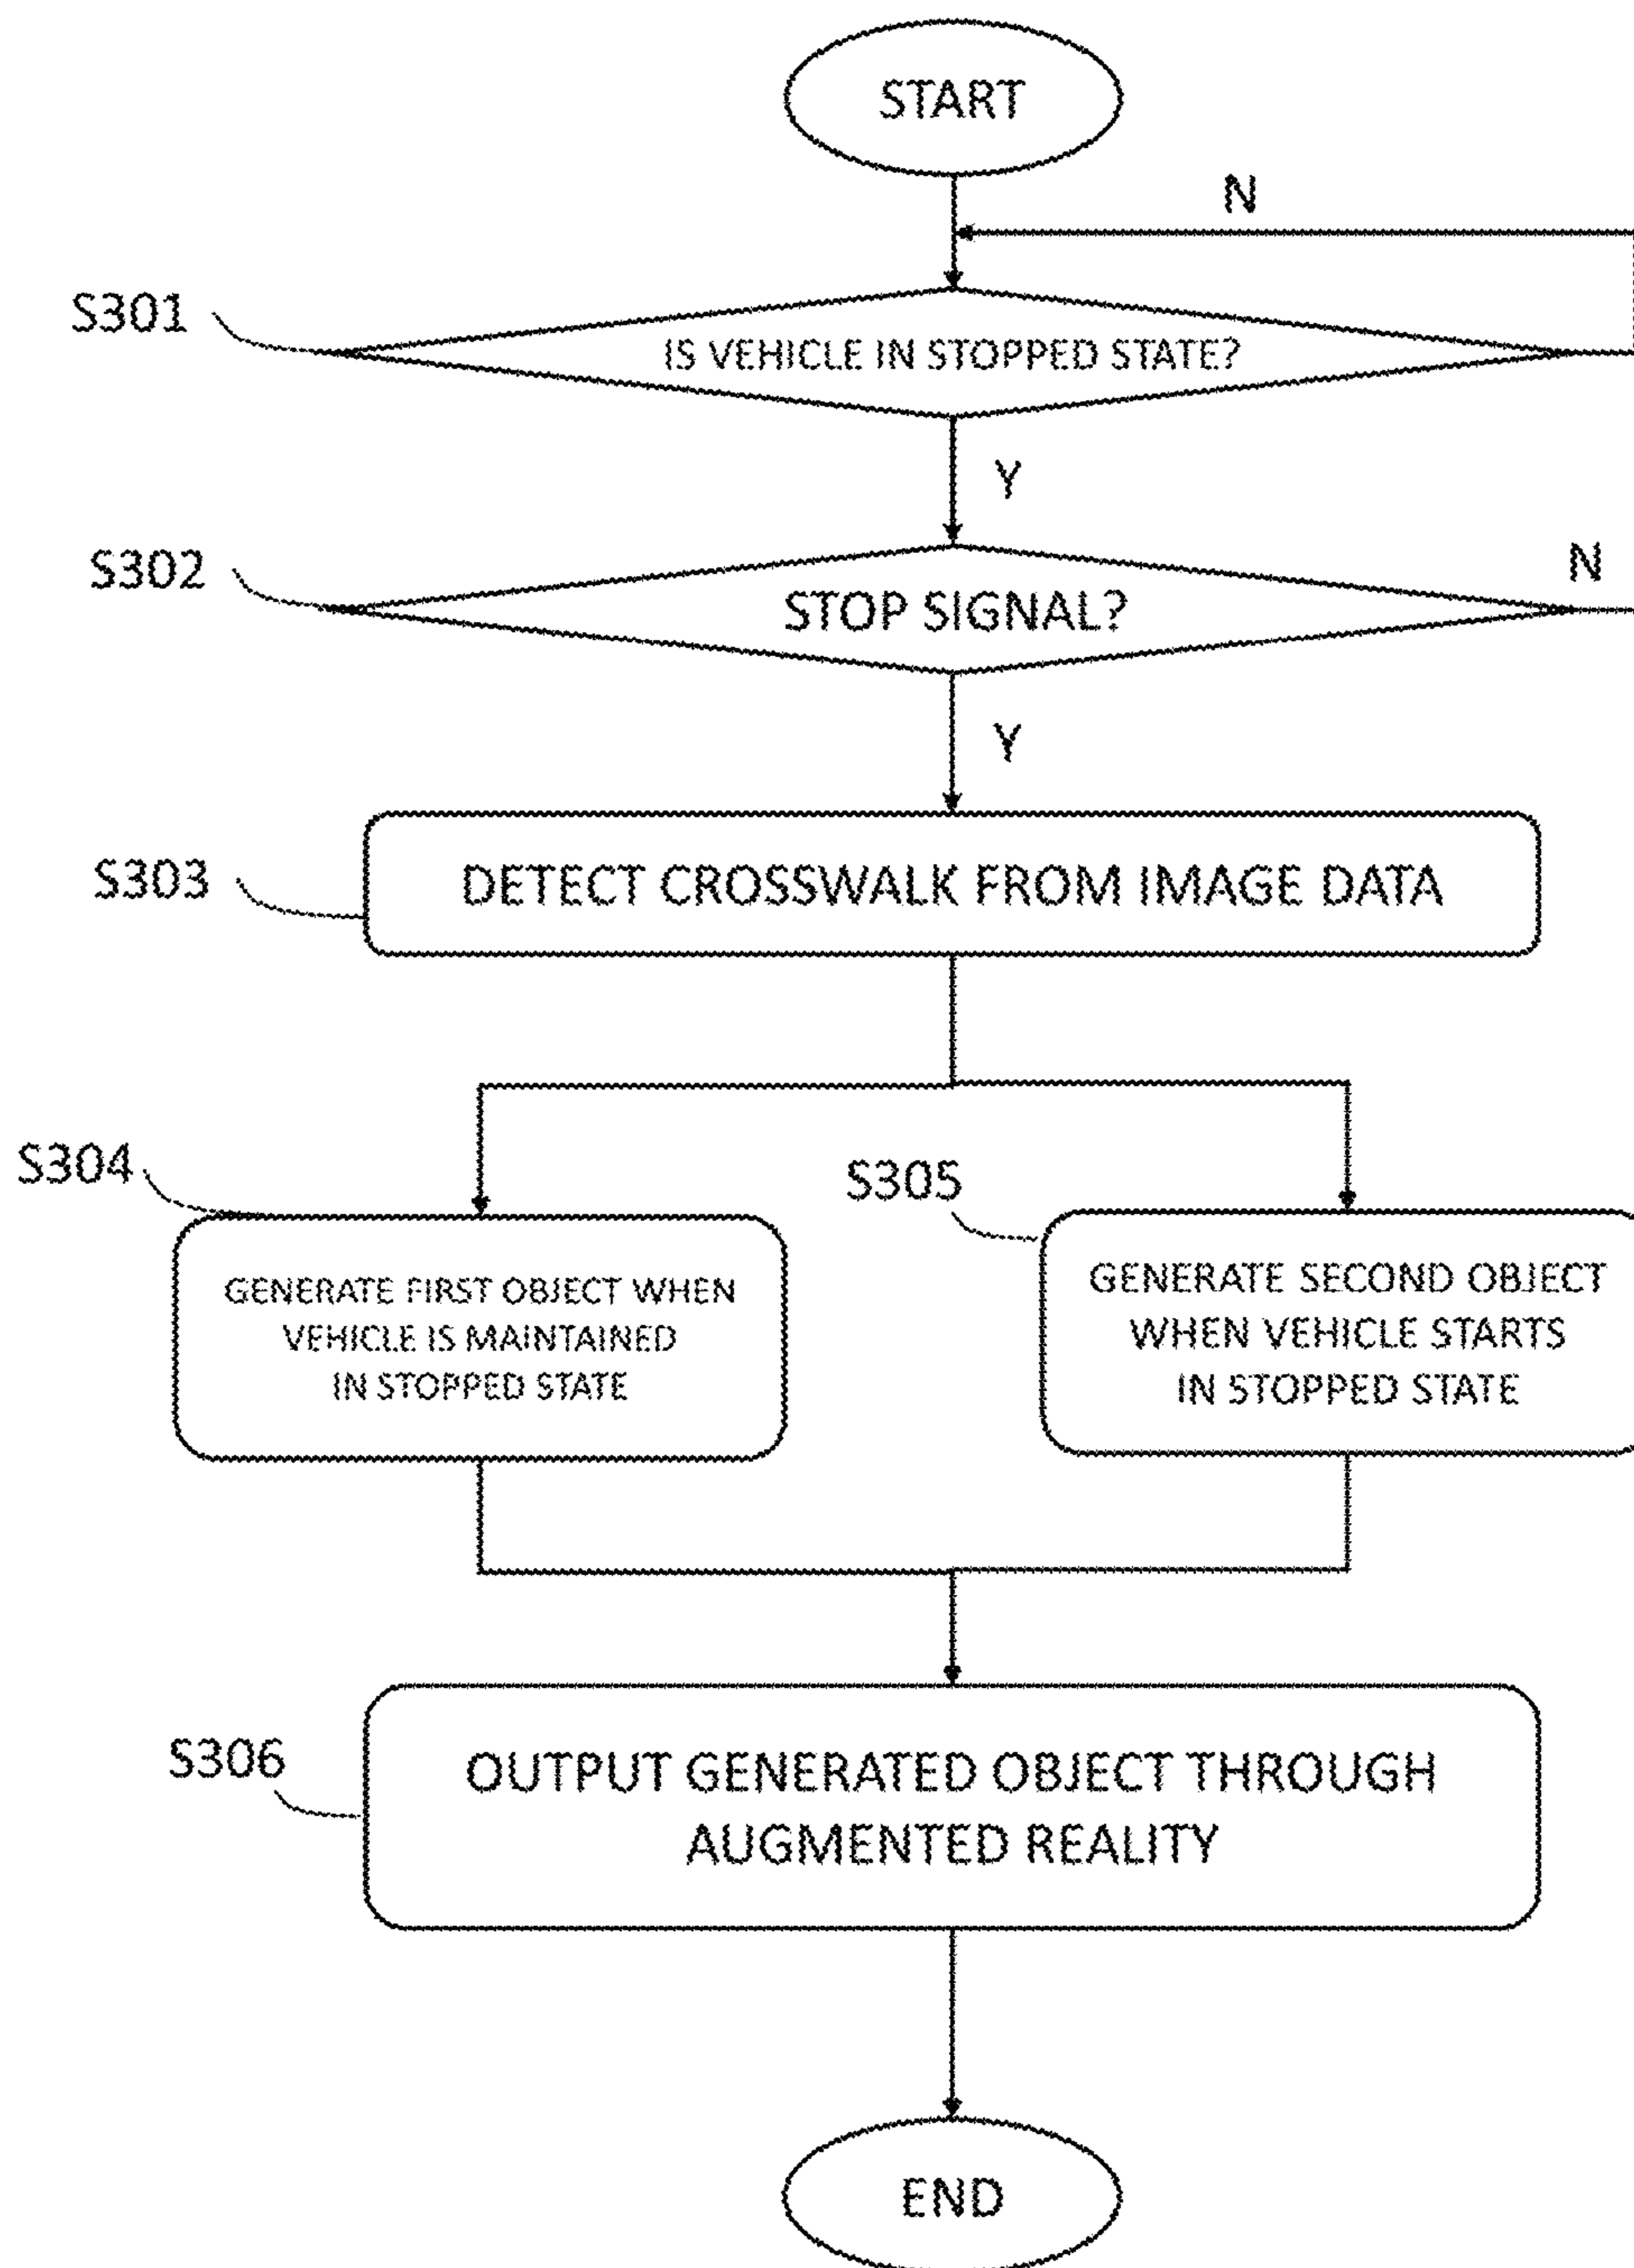 START
N
S301
IS VEHICLE IN STOPPED STATE?
Y
S302
STOP SIGNAL?
N
Y
S303
DETECT CROSSWALK FROM IMAGE DATA
S304
GENERATE FIRST OBJECT WHEN
VEHICLE IS MAINTAINED
IN STOPPED STATE
S305
GENERATE SECOND OBJECT
WHEN VEHICLE STARTS
IN STOPPED STATE
S306
OUTPUT GENERATED OBJECT THROUGH
AUGMENTED REALITY
END